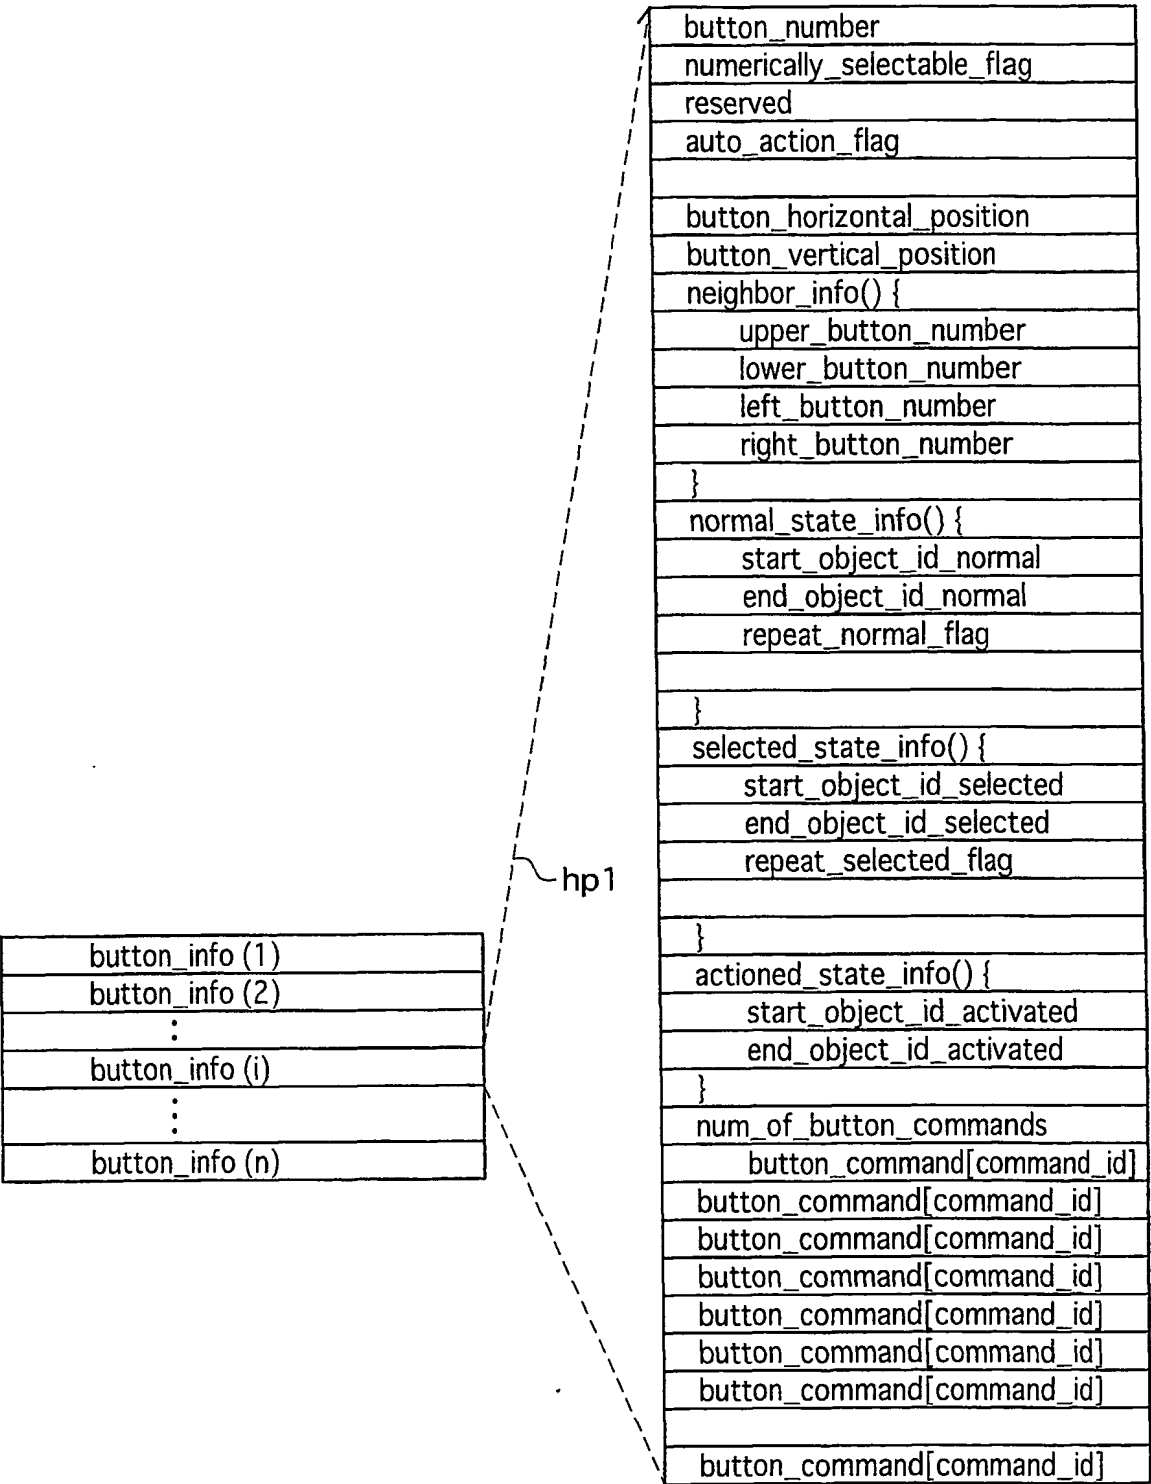 button_number
numerically_selectable_flag
reserved
auto_action_flag
button_horizontal_position
button_vertical_position
neighbor_info() {
upper_button_number
lower_button_number
left_button_number
right_button_number
}
normal_state_info() {
start_object_id_normal
end_object_id_normal
repeat_normal_flag
}
selected_state_info() {
start_object_id_selected
end_object_id_selected
repeat_selected_flag
}
actioned_state_info() {
start_object_id_activated
end_object_id_activated
}
num_of_button_commands
button_command[command_id]
button_command[command_id]
button_command[command_id]
button_command[command_id]
button_command[command_id]
button_command[command_id]
button_command[command_id]
button_command[command_id]
hp1
button_info (1)
button_info (2)
⋮
button_info (i)
⋮
button_info (n)